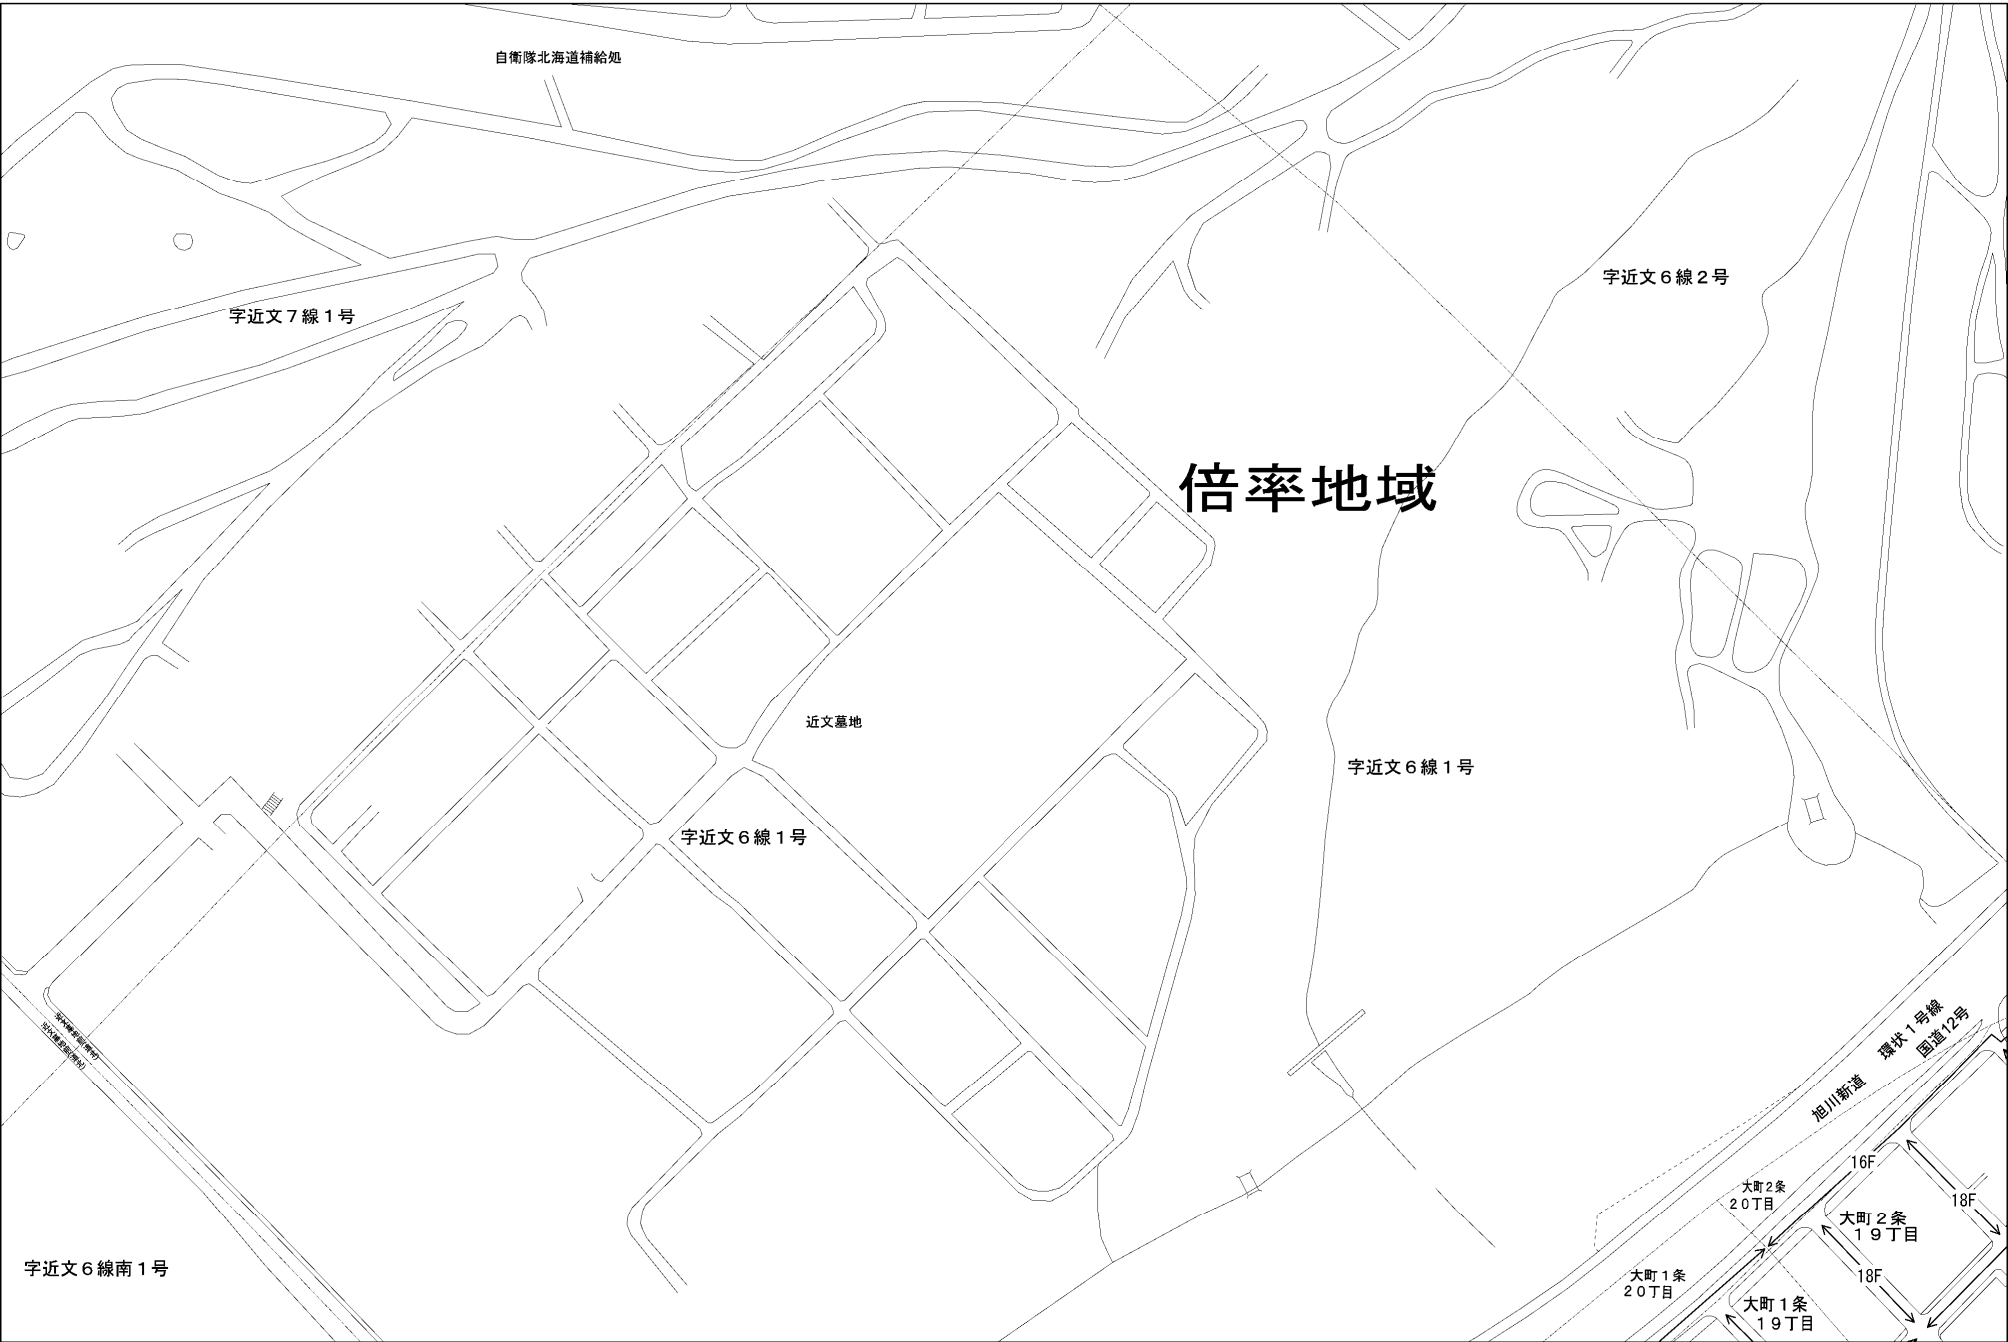 自衛隊北海道補給処
字近文６線２号
字近文７線１号
倍率地域
近文墓地
字近文６線１号
字近文６線１号
環状１号線
国道12号
旭川新道
16F
大町２条
２０丁目
18F
大町２条
１９丁目
字近文６線南１号
大町１条
２０丁目
18F
大町１条
１９丁目